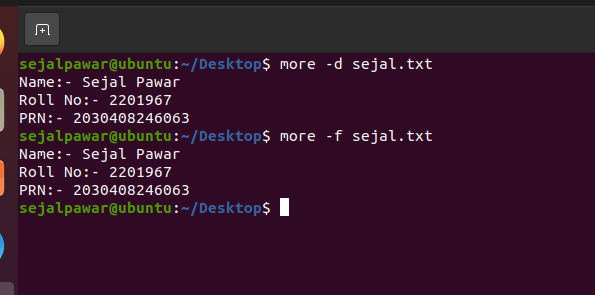 sejalpawar@ubuntu:~/Desktop$ more -d sejal.txt
Name:- Sejal Pawar
Roll No:- 2201967
PRN:- 2030408246063
sejalpawar@ubuntu:~/Desktop$ more -f sejal.txt
Name:- Sejal Pawar
Roll No:- 2201967
PRN:- 2030408246063
sejalpawar@ubuntu:~/Desktop$